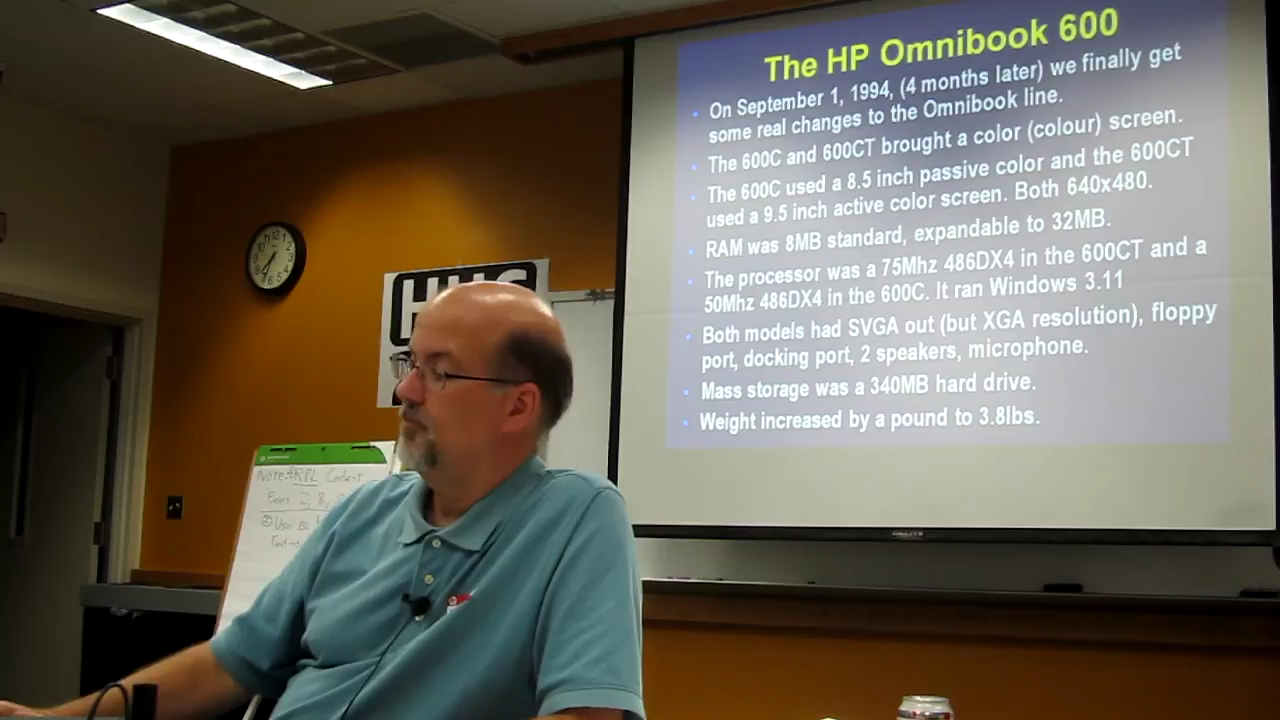 The HP Omnibook 600
On September 1, 1994, (4 months later) we finally get
some real changes to the Omnibook line.
The 600C and 600CT brought a color (colour) screen.
The 600C used a 8.5 inch passive color and the 600CT
used a 9.5 inch active color screen. Both 640x480.
RAM was 8MB standard, expandable to 32MB.
The processor was a 75Mhz 486DX4 in the 600CT and a
50Mhz 486DX4 in the 600C. It ran Windows 3.11
Both models had SVGA out (but XGA resolution), floppy
port, docking port, 2 speakers, microphone.
Mass storage was a 340MB hard drive.
Weight increased by a pound to 3.8lbs.
RPL Contest